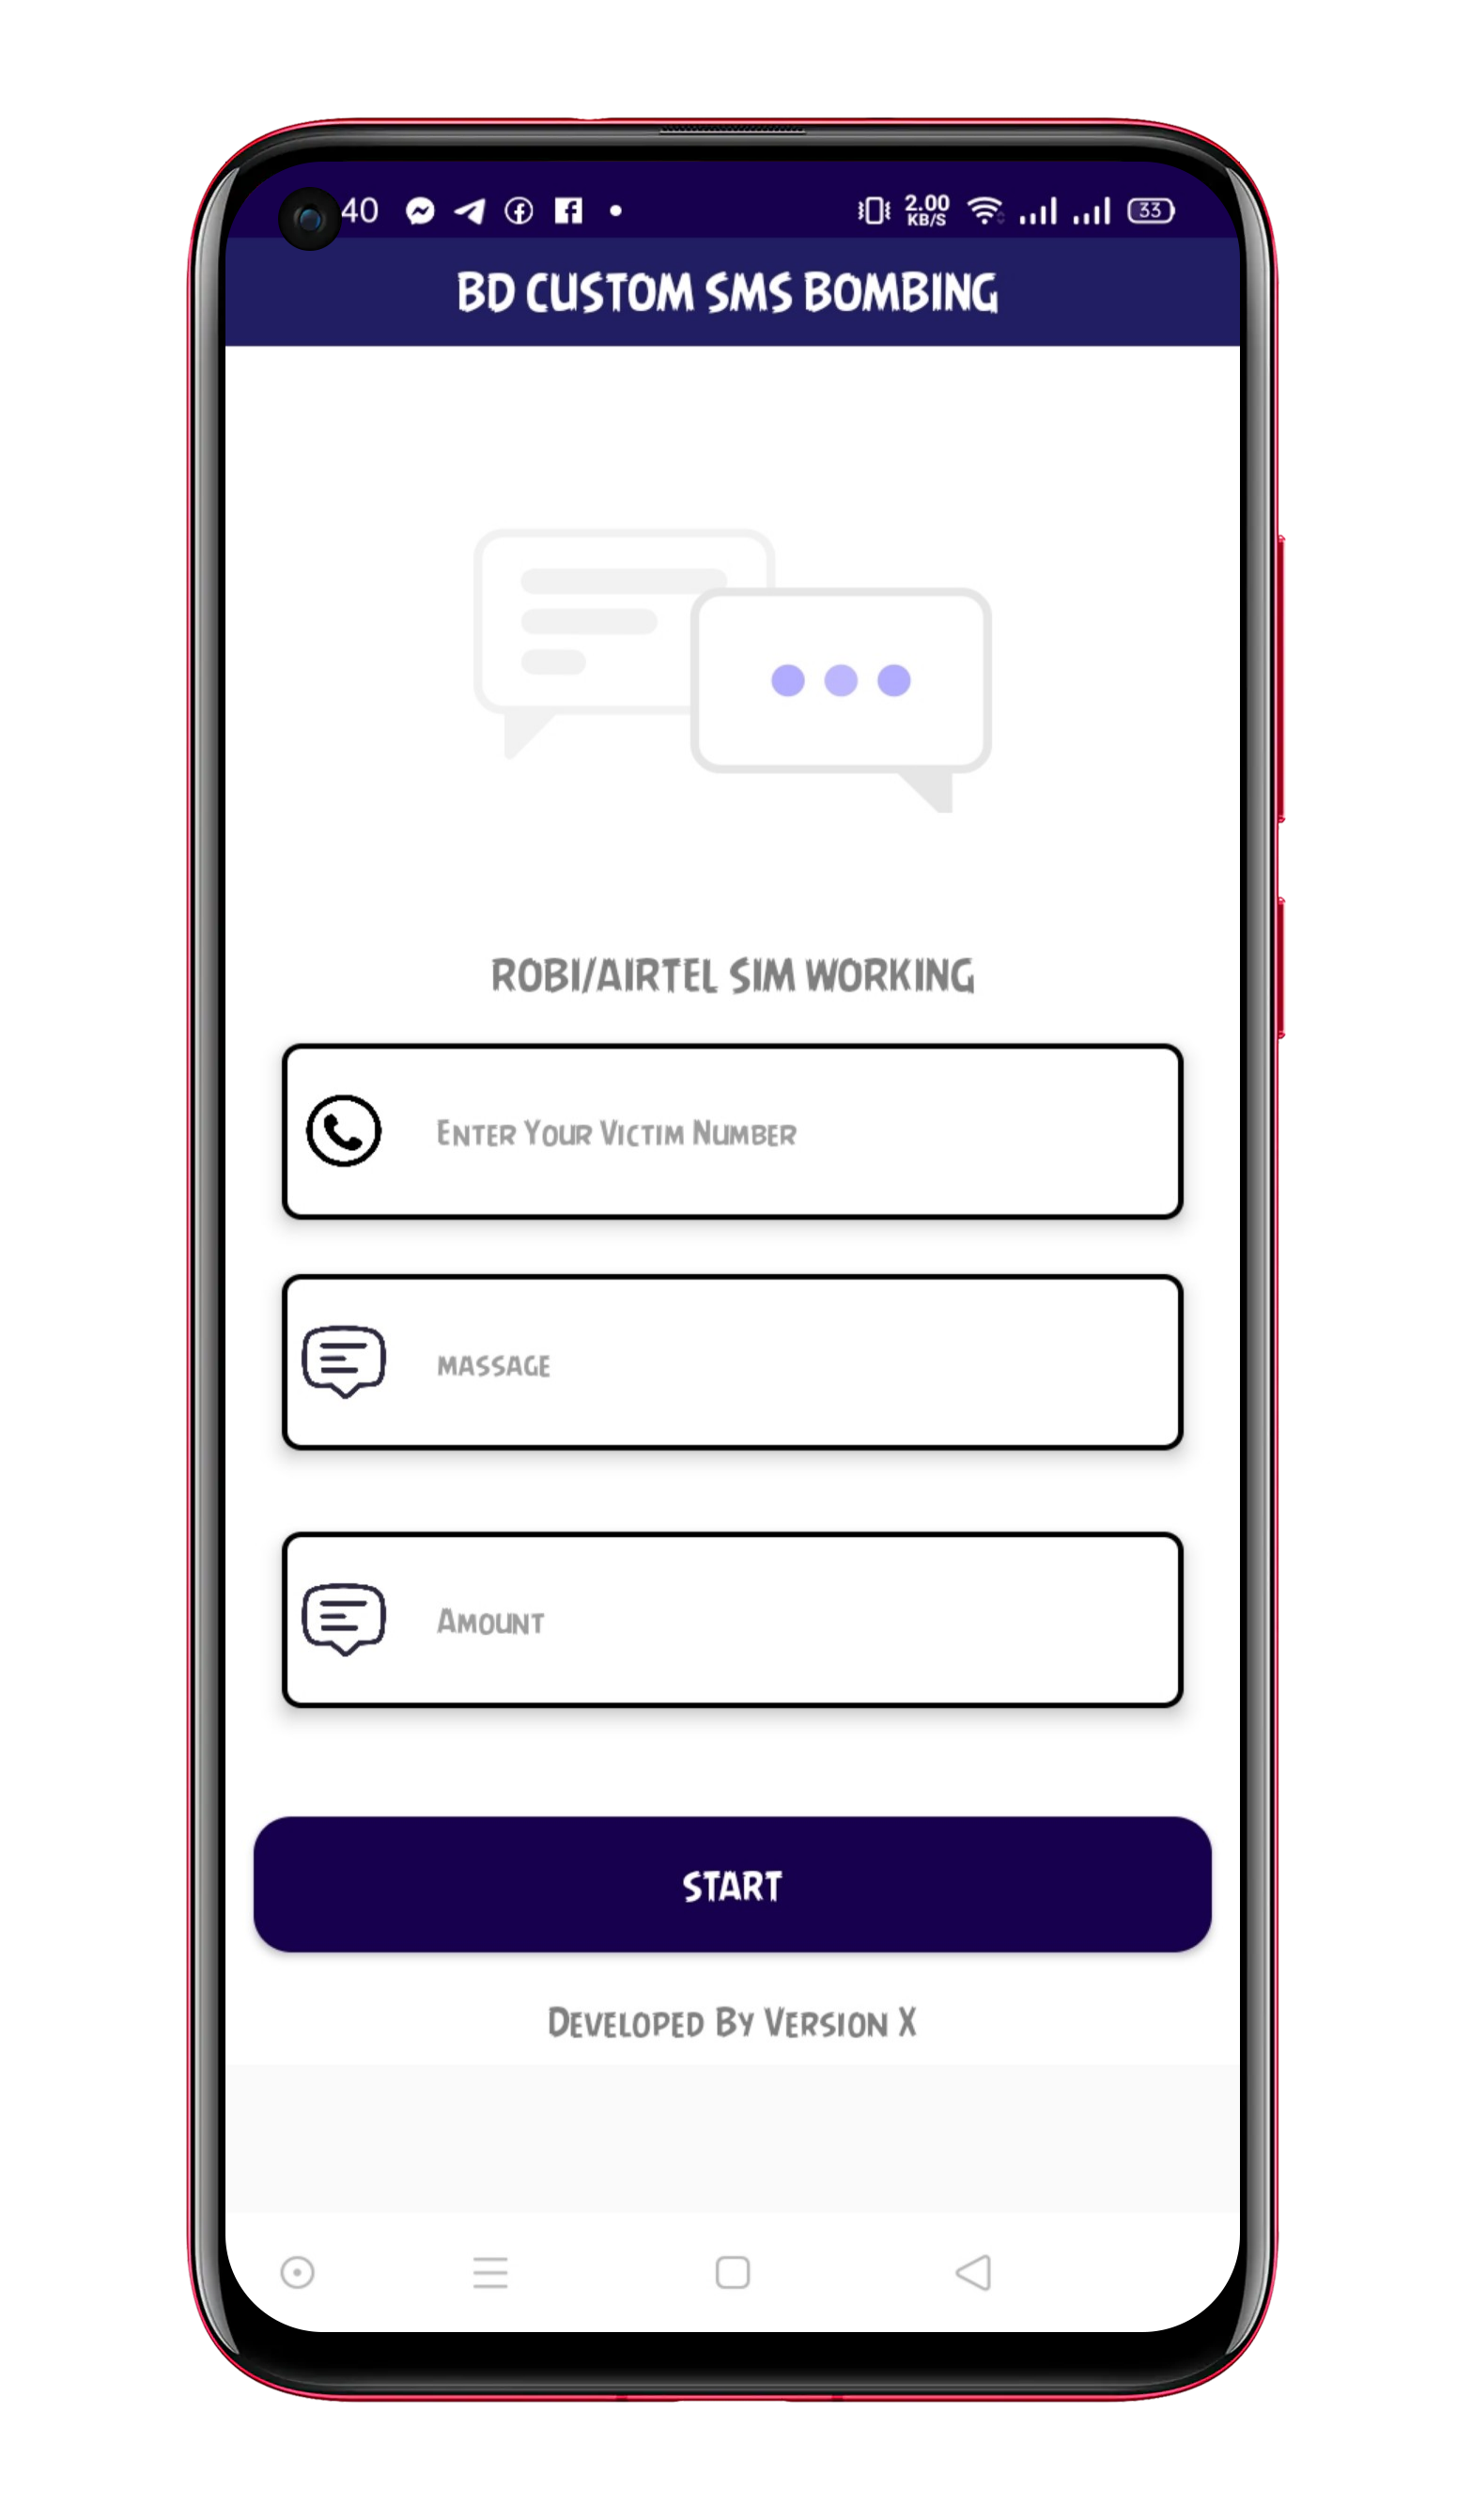 40
2.00
KB/S
33
BD CUSTOM SMS BOMBING
ROBI/AIRTEL SIM WORKING
ENTER YOUR VICTIM NUMBER
MASSAGE
AMOUNT
START
DEVELOPED BY VERSION X